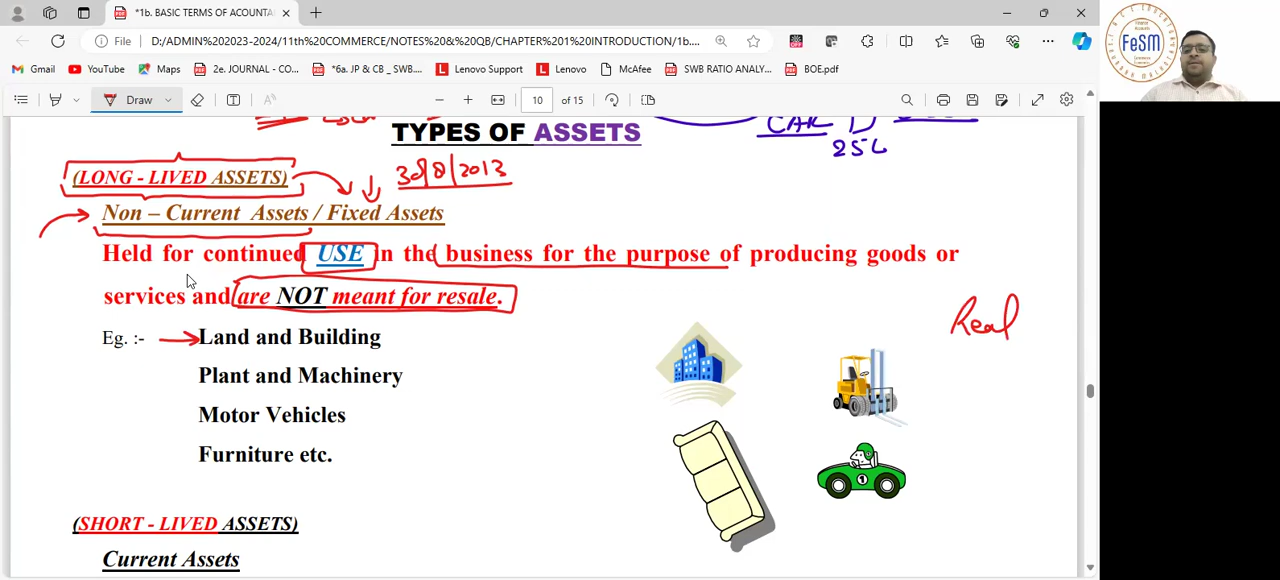 *1b. BASIC TERMS OF ACOUNTA
File D:/ADMIN%202023-2024/11th%20COMMERCE/NOTES%20&%20QB/CHAPTER%201%20INTRODUCTION/1b....
Gmail YouTube Maps 2e. JOURNAL - CO... *6a. JP & CB _ SWB.... Lenovo Support Lenovo McAfee SWB RATIO ANALY... BOE.pdf
Draw 10 of 15
FeSM
CAR
TYPES OF ASSETS
256
30/8/2013
(LONG - LIVED ASSETS)
Non – Current Assets / Fixed Assets
Held for continued USE in the business for the purpose of producing goods or
services and are NOT meant for resale.
Real
Eg. :- Land and Building
Plant and Machinery
Motor Vehicles
Furniture etc.
1
(SHORT - LIVED ASSETS)
Current Assets